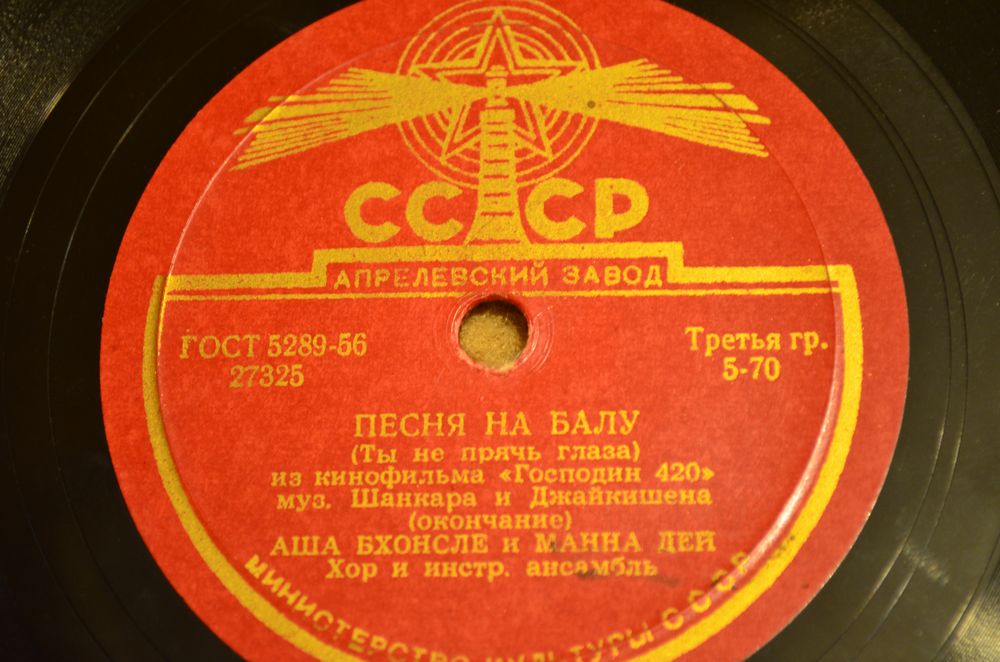 СССР
АПРЕЛЕВСКИЙ ЗАВОД
ГОСТ 5289-56
27325
Третья гр.
5-70
ПЕСНЯ НА БАЛУ
(Ты не прячь глаза)
из кинофильма «Господин 420»
муз. Шанкара и Джайкишена
(окончание)
АША БХОНСЛЕ и МАННА ДЕЙ
Хор и инстр. ансамбль
МИНИСТЕРСТВО КУЛЬТУРЫ СССР